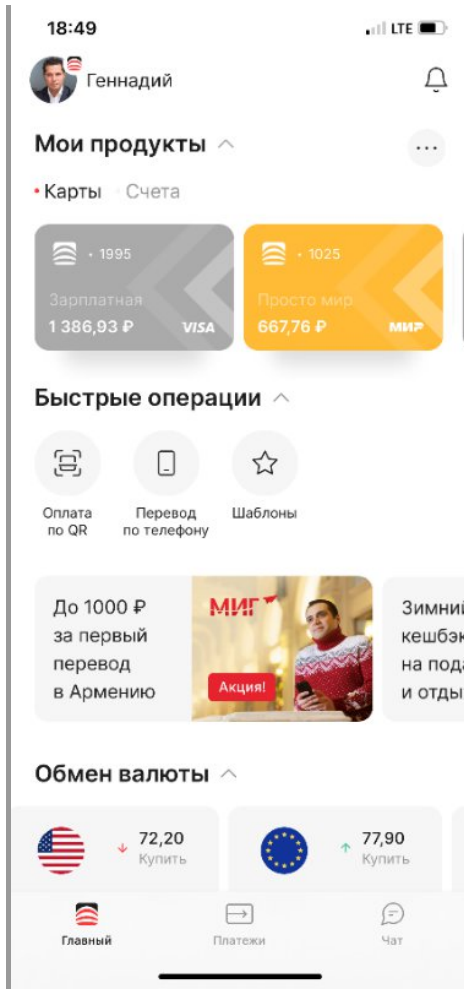 18:49
LTE
Геннадий
Мои продукты
...
Карты
Счета
• 1995
Зарплатная
1 386,93 ₽
VISA
• 1025
Просто мир
667,76 ₽
МИР
Быстрые операции
Оплата
по QR
Перевод
по телефону
Шаблоны
До 1000 ₽
за первый
перевод
в Армению
МИГ
Акция!
Зимний
кешбэк
на пода
и отды
Обмен валюты
72,20
Купить
77,90
Купить
Главный
Платежи
Чат